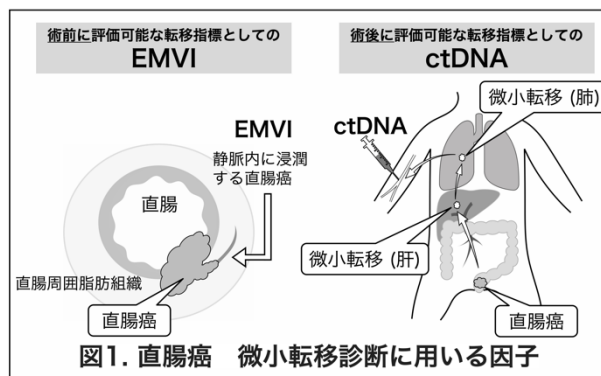 術前に評価可能な転移指標としての
EMVI
EMVI
静脈内に浸潤
する直腸癌
直腸
直腸周囲脂肪組織
直腸癌
術後に評価可能な転移指標としての
ctDNA
微小転移 (肺)
ctDNA
微小転移 (肝)
直腸癌
図1. 直腸癌 微小転移診断に用いる因子